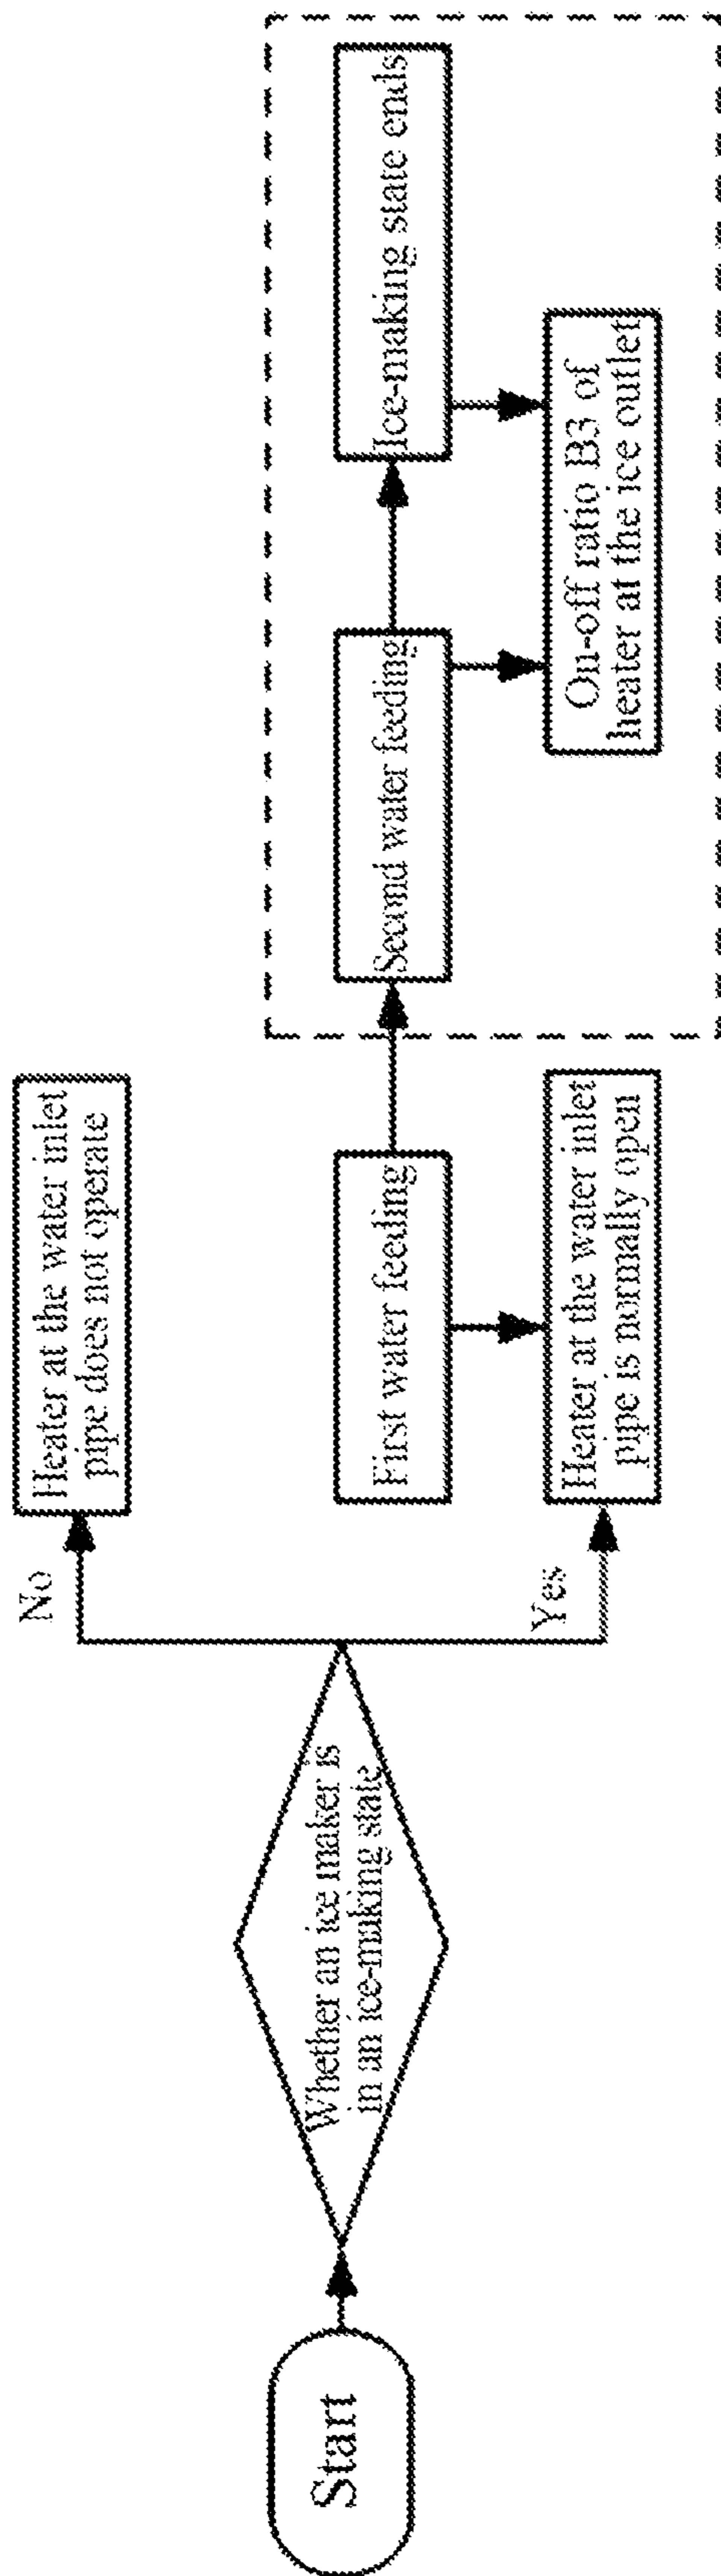 Start
Whether an ice maker is
in an ice-making state
No
Heater at the water inlet
pipe does not operate
Yes
First water feeding
Heater at the water inlet
pipe is normally open
Second water feeding
Ice-making state ends
On-off ratio B3 of
heater at the ice outlet